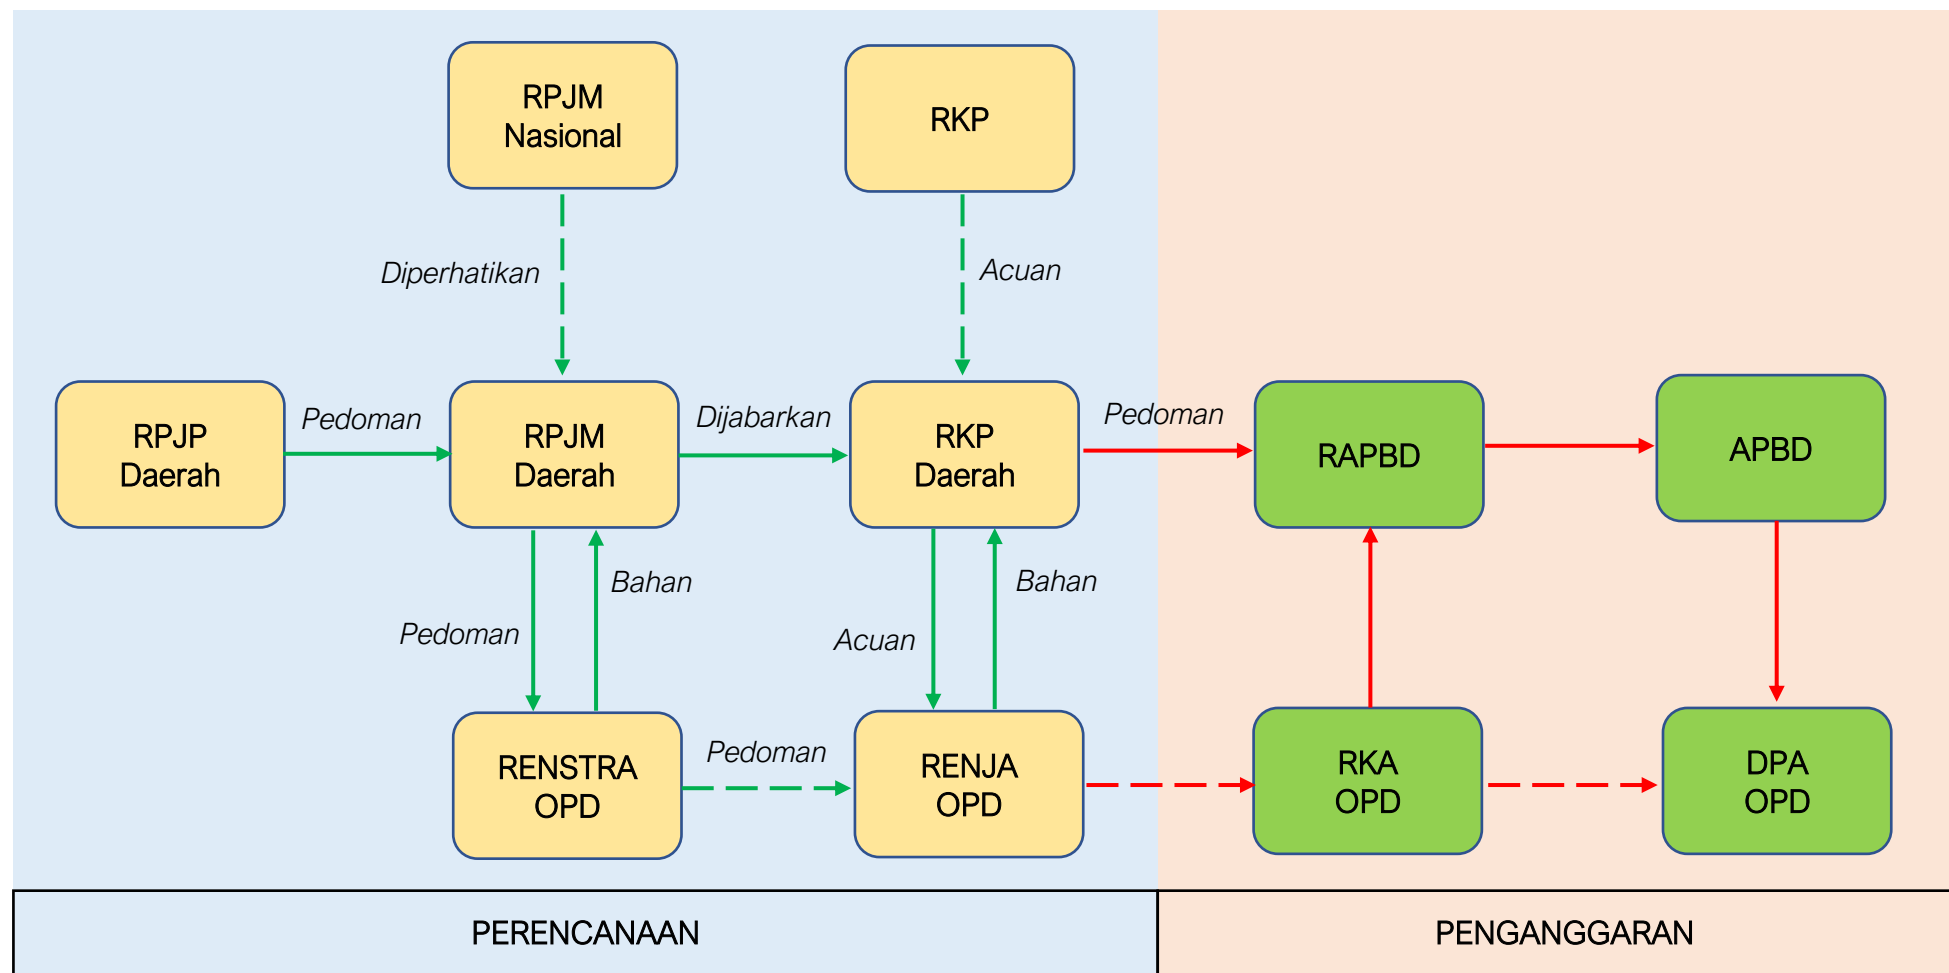 RPJM
Nasional
RKP
Diperhatikan
Acuan
RPJP
Daerah
Pedoman
RPJM
Daerah
Dijabarkan
RKP
Daerah
Pedoman
RAPBD
APBD
Bahan
Bahan
Pedoman
Acuan
RENSTRA
OPD
Pedoman
RENJA
OPD
RKA
OPD
DPA
OPD
PERENCANAAN
PENGANGGARAN